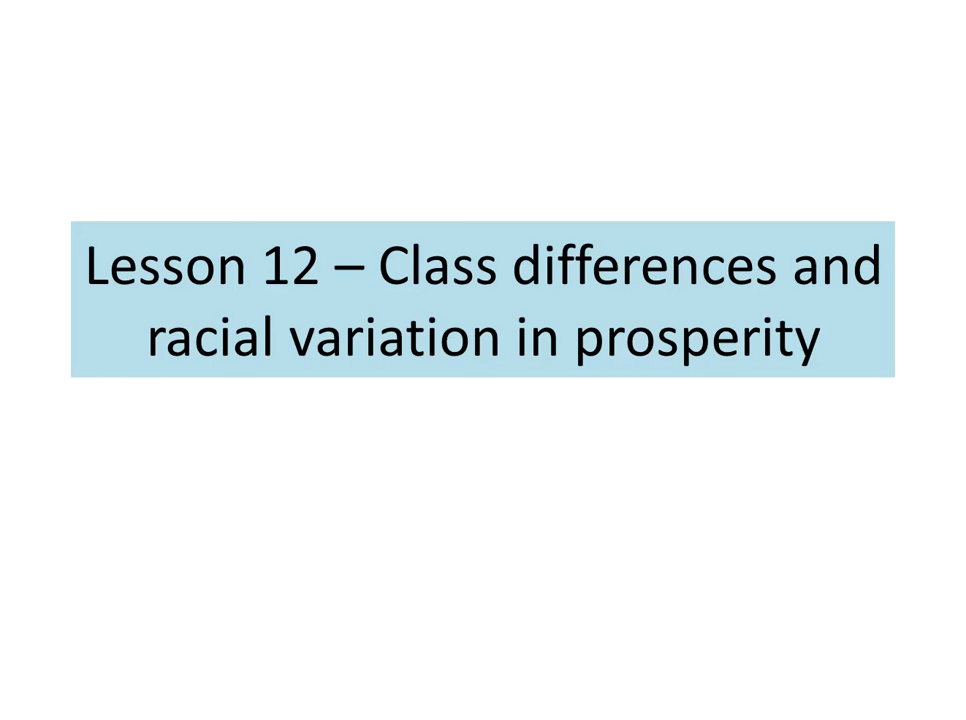 Lesson 12 – Class differences and
racial variation in prosperity